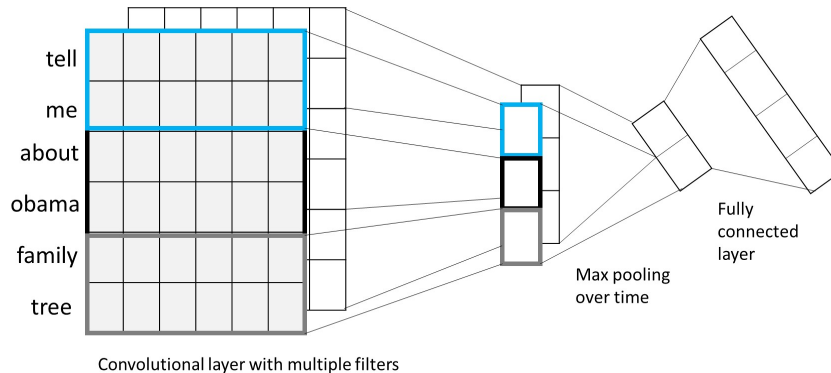 tell
me
about
obama
family
tree
Fully
connected
layer
Max pooling
over time
Convolutional layer with multiple filters